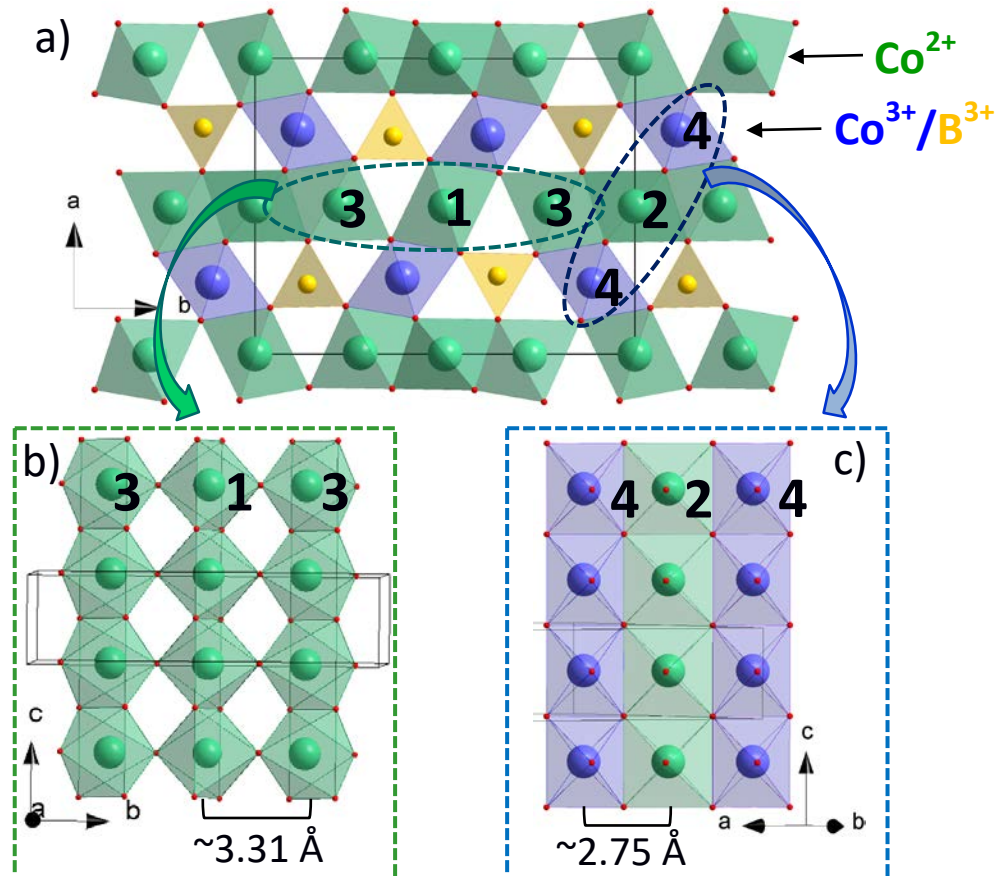 a)
Co²⁺
4
Co³⁺/B³⁺
3 1 3 2
a
4
b
b)
3 1 3
c
a b
~3.31 Å
c)
4 2 4
c
a b
~2.75 Å